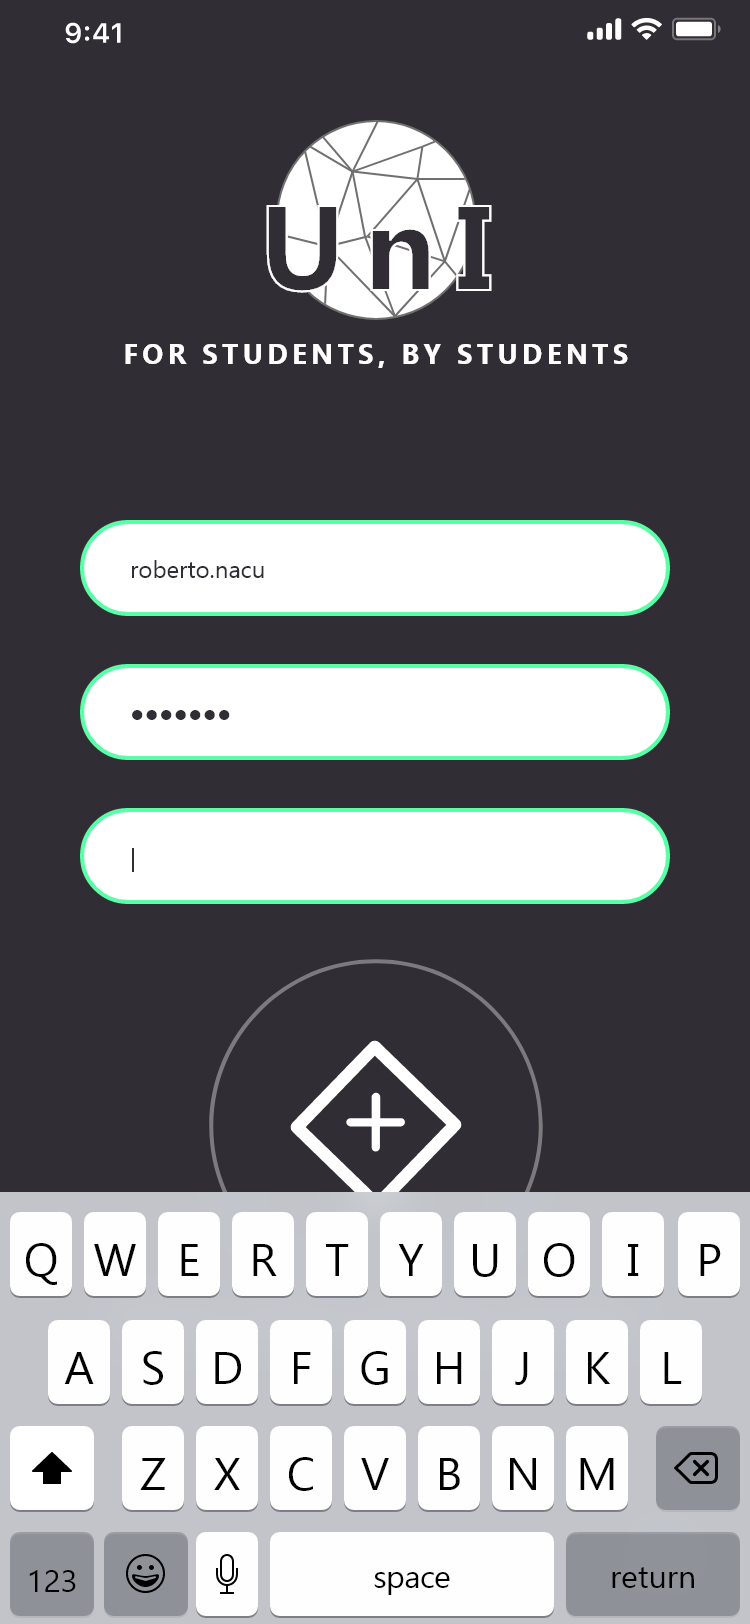 9:41
UnI
FOR STUDENTS, BY STUDENTS
roberto.nacu
•••••••
Q W E R T Y U O I P
A S D F G H J K L
Z X C V B N M
123 space return